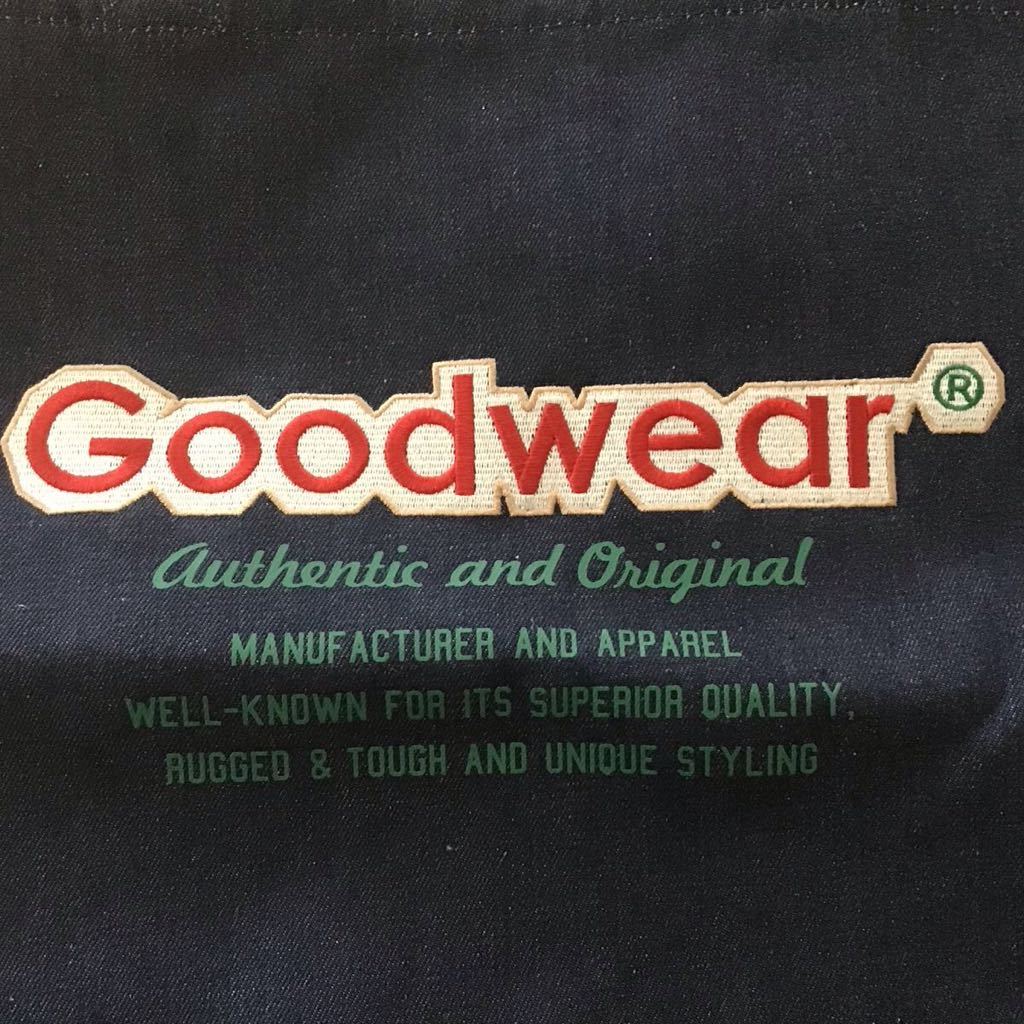 Goodwear®
Authentic and Original
MANUFACTURER AND APPAREL
WELL-KNOWN FOR ITS SUPERIOR QUALITY,
RUGGED & TOUGH AND UNIQUE STYLING